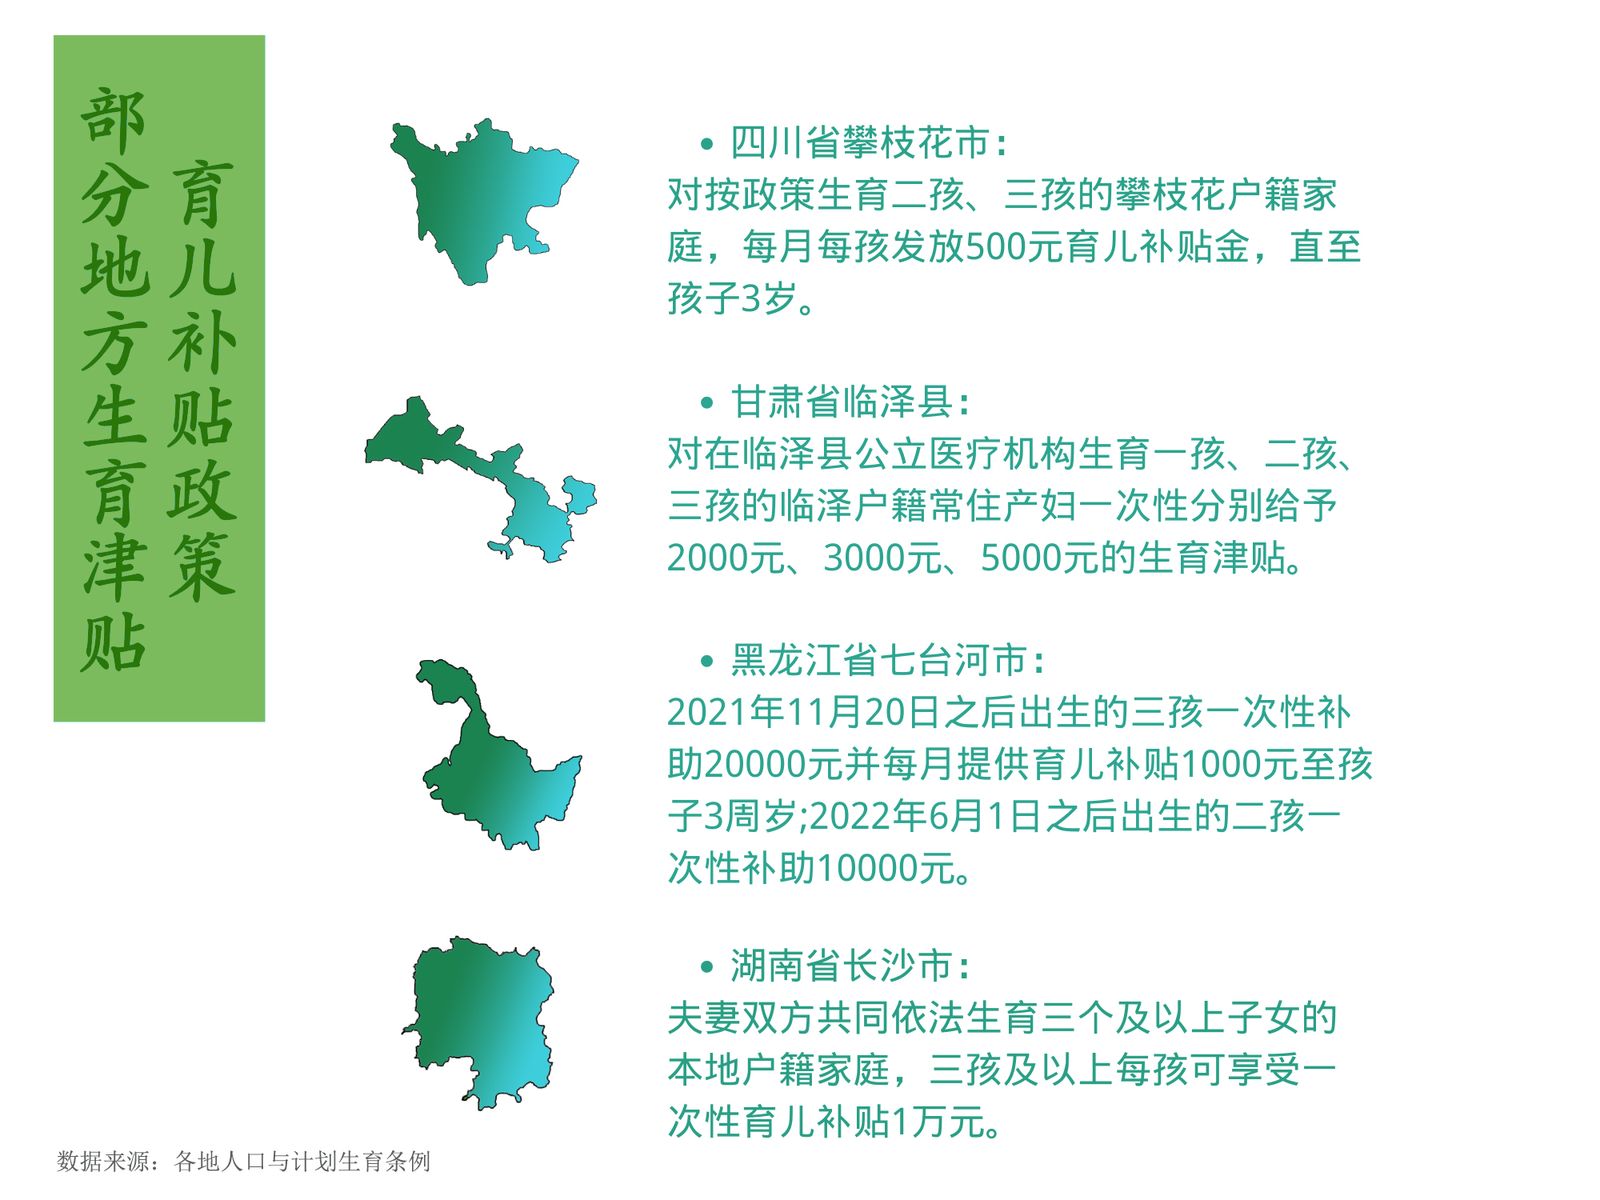 部分地方生育津贴
育儿补贴政策
• 四川省攀枝花市：
对按政策生育二孩、三孩的攀枝花户籍家
庭，每月每孩发放500元育儿补贴金，直至
孩子3岁。
• 甘肃省临泽县：
对在临泽县公立医疗机构生育一孩、二孩、
三孩的临泽户籍常住产妇一次性分别给予
2000元、3000元、5000元的生育津贴。
• 黑龙江省七台河市：
2021年11月20日之后出生的三孩一次性补
助20000元并每月提供育儿补贴1000元至孩
子3周岁;2022年6月1日之后出生的二孩一
次性补助10000元。
• 湖南省长沙市：
夫妻双方共同依法生育三个及以上子女的
本地户籍家庭，三孩及以上每孩可享受一
次性育儿补贴1万元。
数据来源：各地人口与计划生育条例